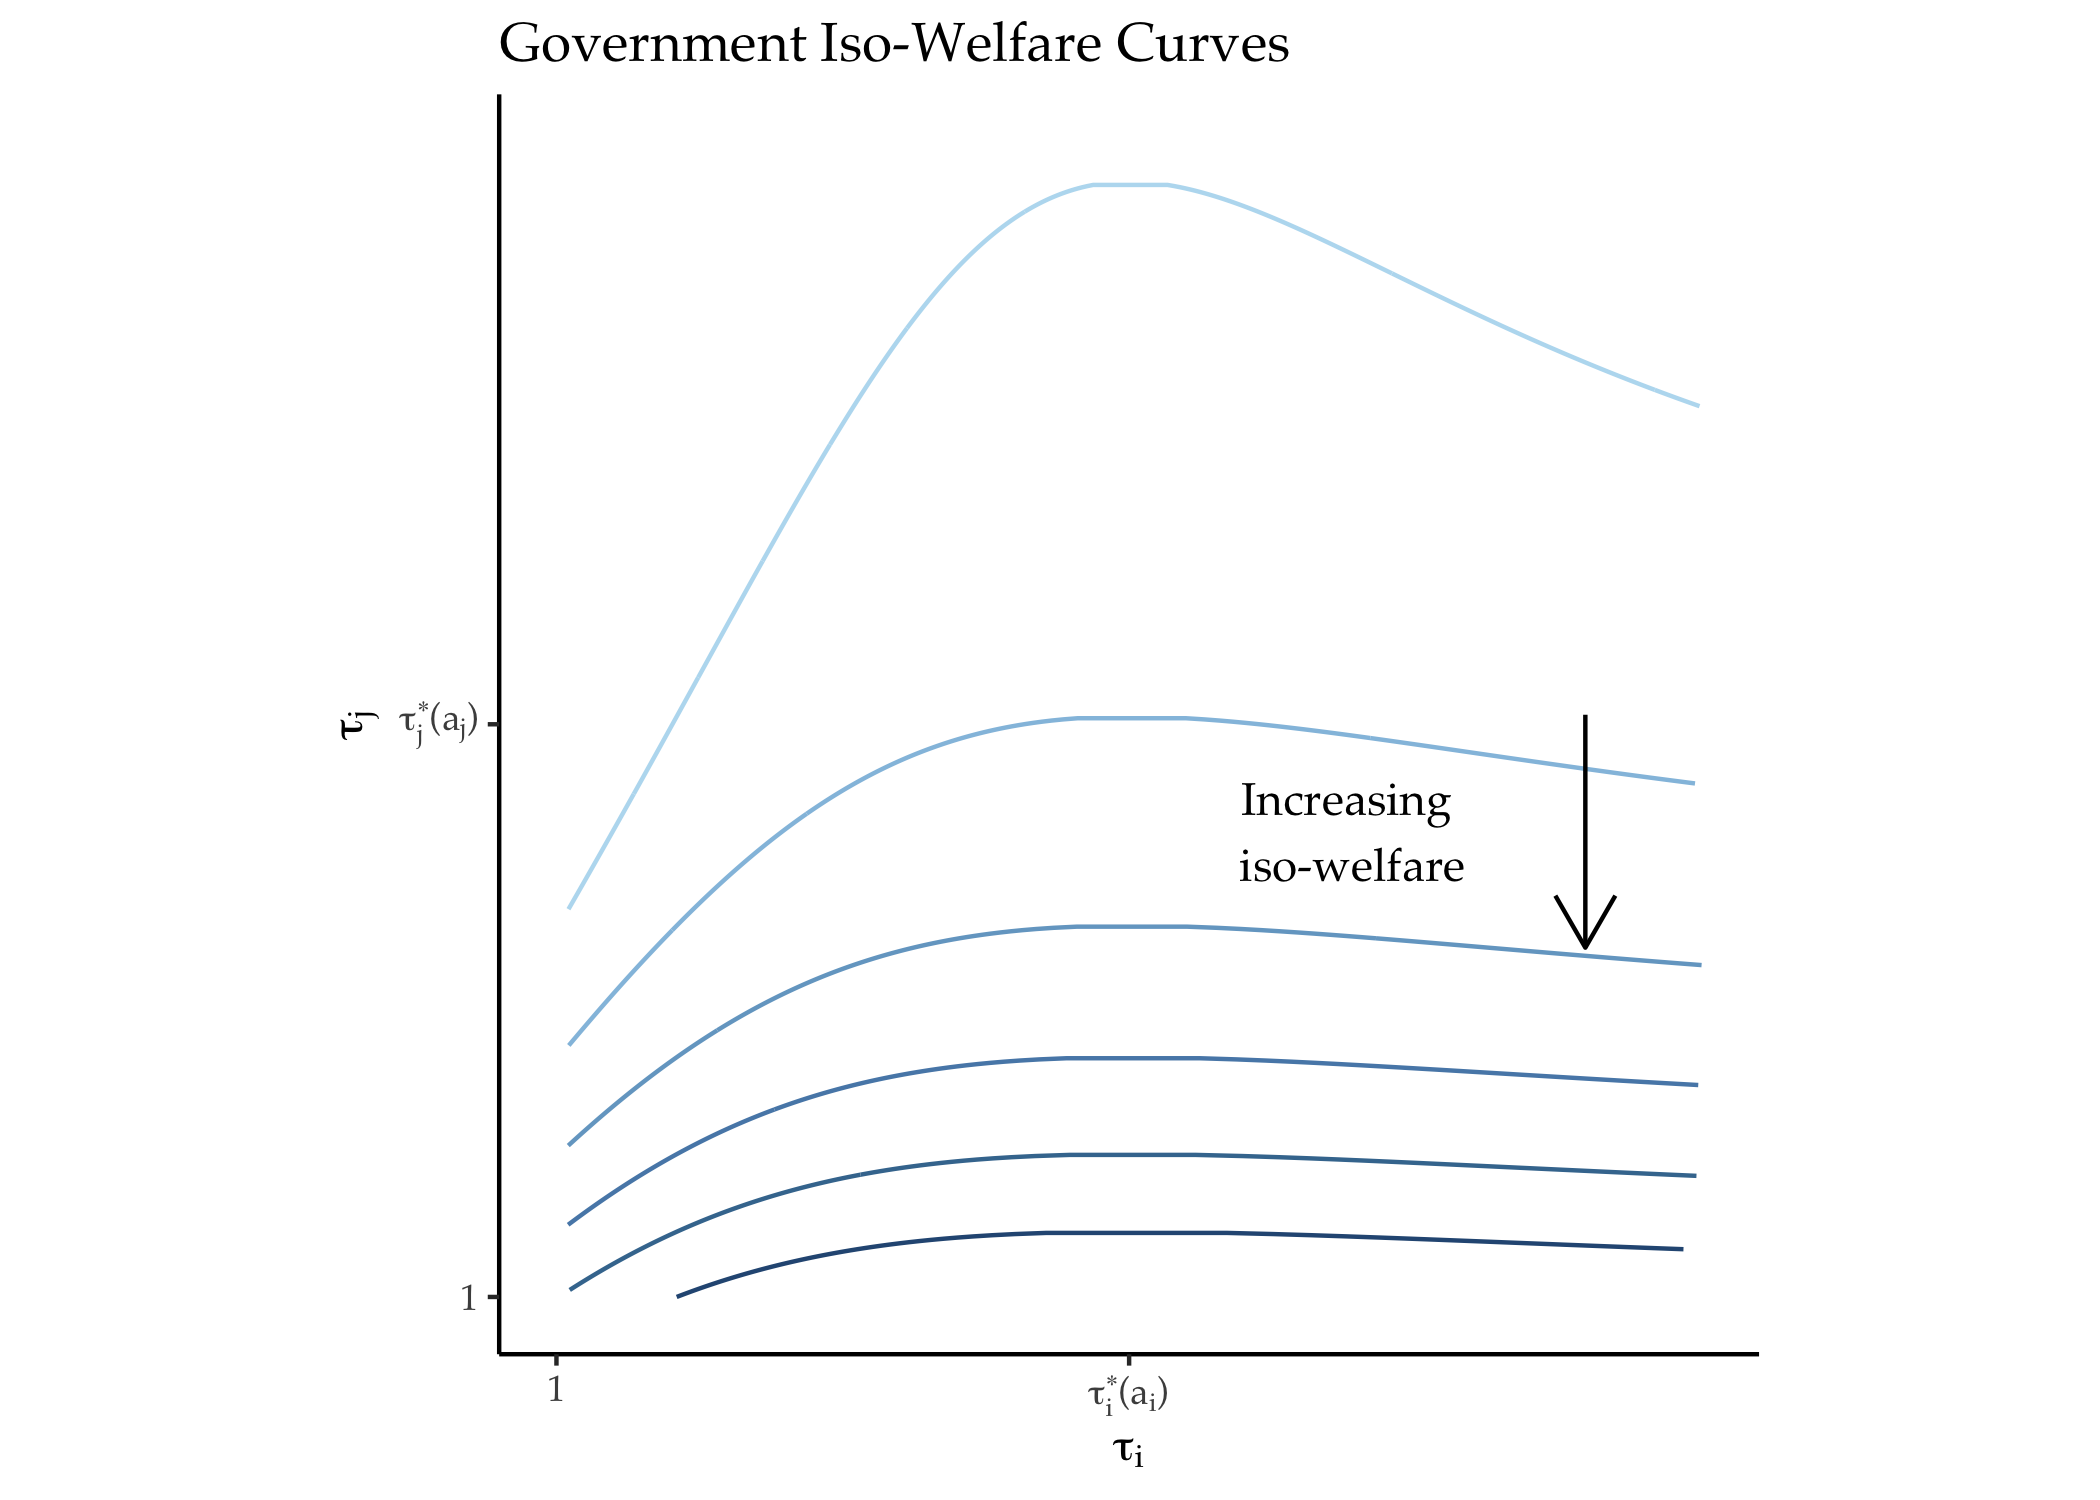 Government Iso-Welfare Curves
τj
τj*(aj)
Increasing
iso-welfare
1
1
τi*(ai)
τi